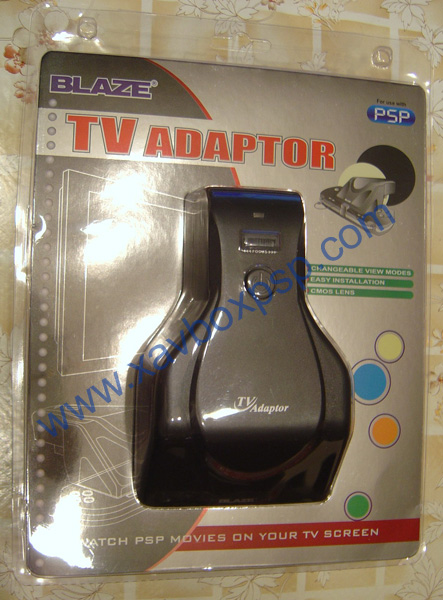 BLAZE®
TV ADAPTOR
For use with
PSP
CHANGEABLE VIEW MODES
EASY INSTALLATION
CMOS LENS
www.xavboxpsp.com
TV Adaptor
BLAZE
WATCH PSP MOVIES ON YOUR TV SCREEN